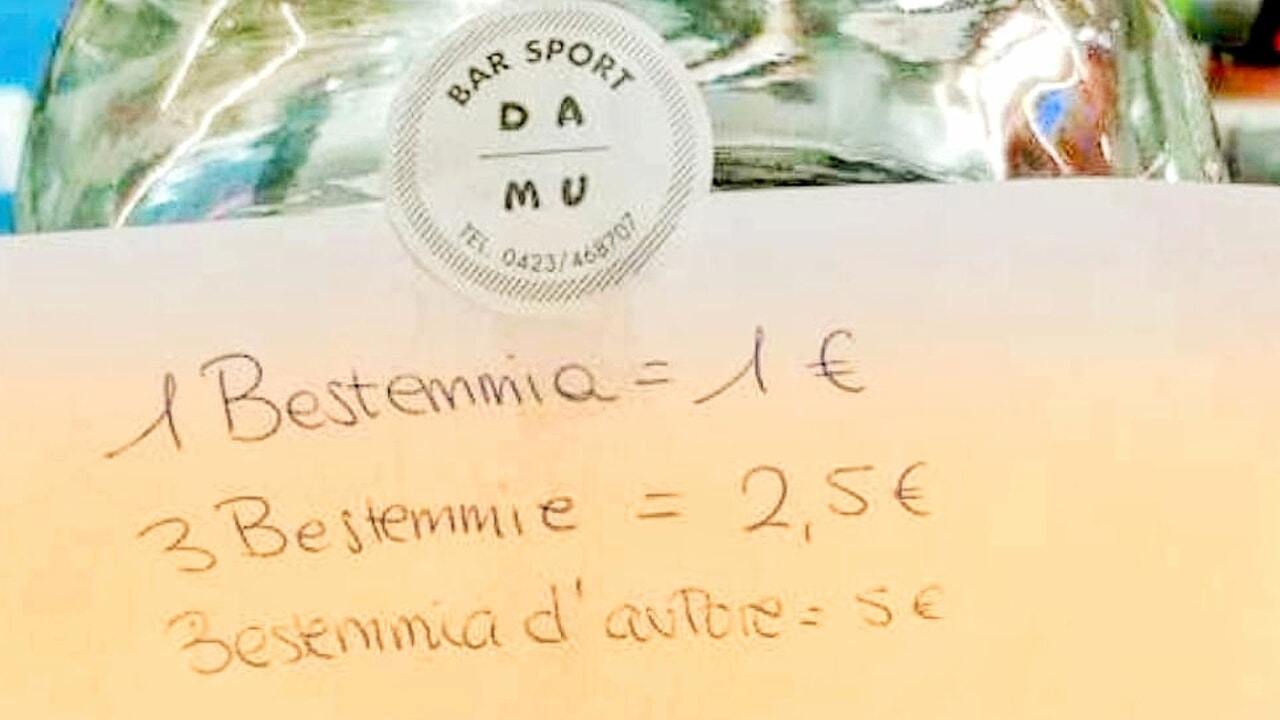 BAR SPORT
DA
MU
TEL. 0423/468707
1 Bestemmia = 1 €
3 Bestemmie = 2,5 €
Bestemmia d'autore = 5 €